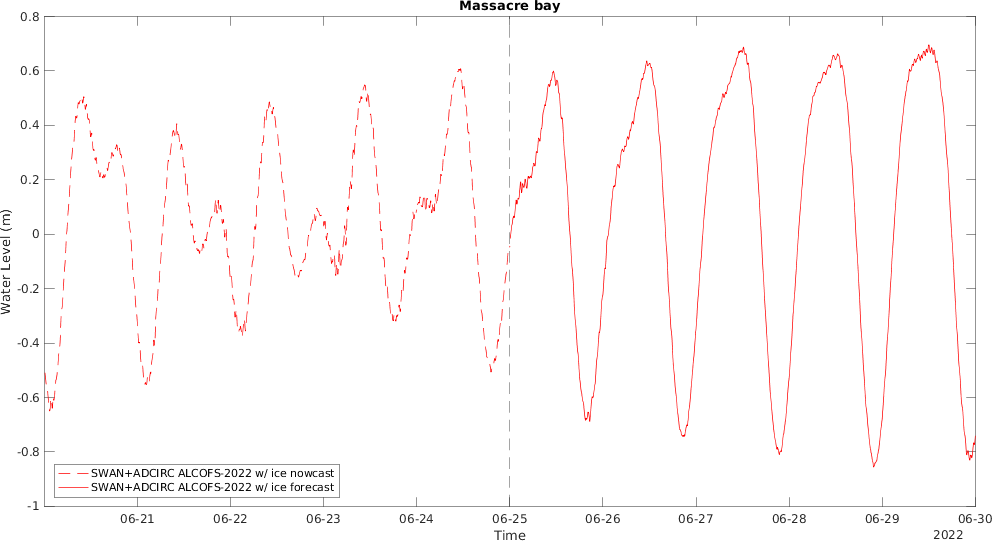 Massacre bay
0.8
0.6
0.4
0.2
0
-0.2
-0.4
-0.6
-0.8
-1
Water Level (m)
SWAN+ADCIRC ALCOFS-2022 w/ ice nowcast
SWAN+ADCIRC ALCOFS-2022 w/ ice forecast
06-21 06-22 06-23 06-24 06-25 06-26 06-27 06-28 06-29 06-30
Time
2022